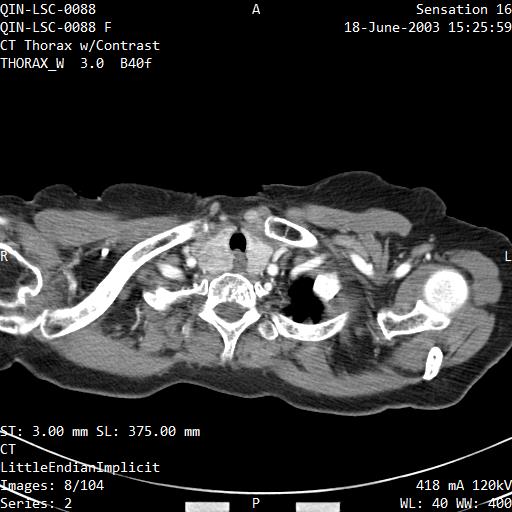 QIN-LSC-0088
A
Sensation 16
QIN-LSC-0088 F
18-June-2003 15:25:59
CT Thorax w/Contrast
THORAX_W 3.0 B40f
R
L
ST: 3.00 mm SL: 375.00 mm
CT
LittleEndianImplicit
Images: 8/104
418 mA 120kV
Series: 2
P
WL: 40 WW: 400